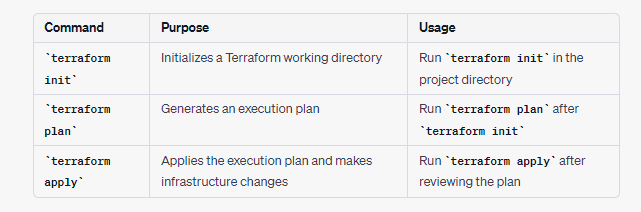 Command Purpose Usage
`terraform Initializes a Terraform working directory Run `terraform init` in the
init` project directory
`terraform Generates an execution plan Run `terraform plan` after
plan` `terraform init`
`terraform Applies the execution plan and makes Run `terraform apply` after
apply` infrastructure changes reviewing the plan